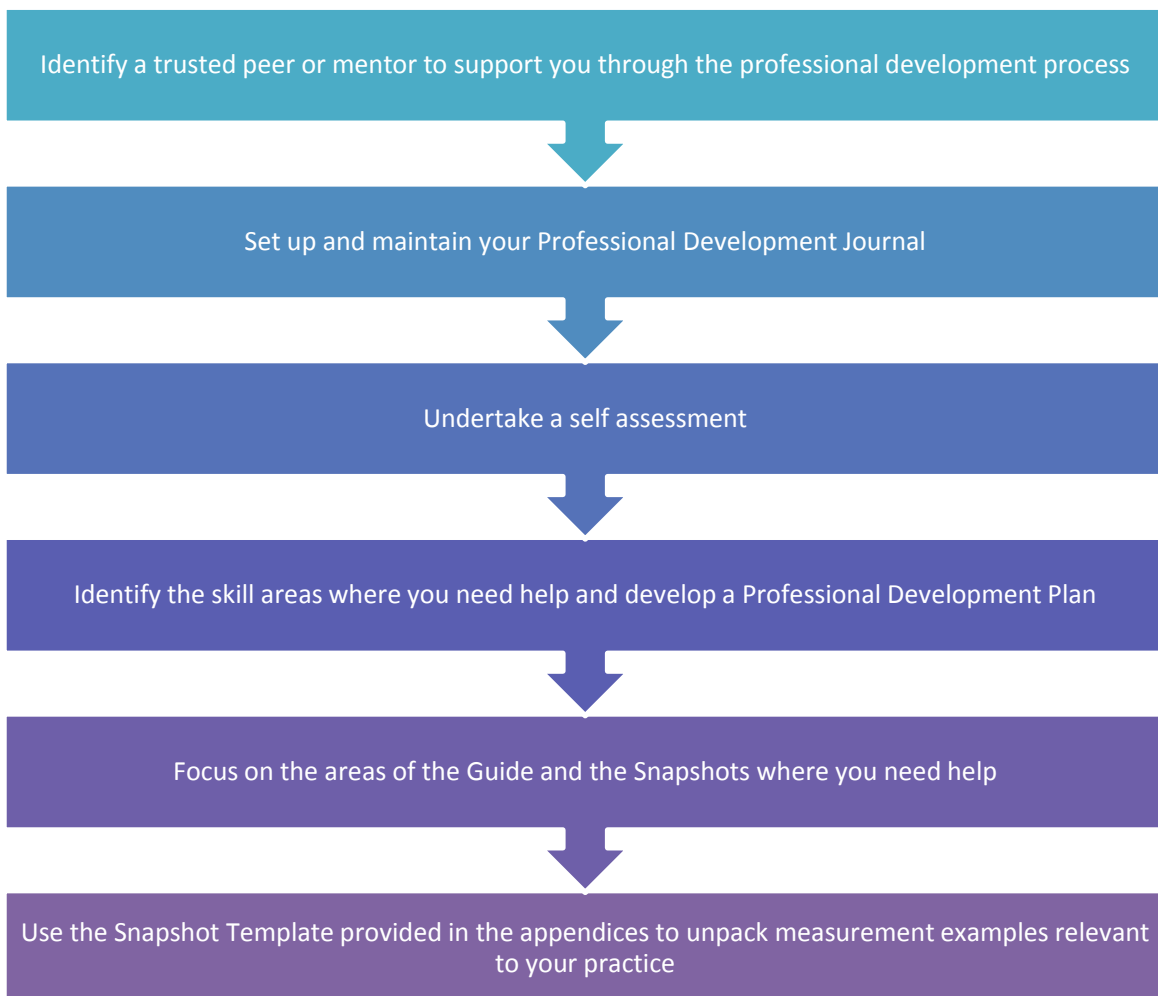 Identify a trusted peer or mentor to support you through the professional development process
Set up and maintain your Professional Development Journal
Undertake a self assessment
Identify the skill areas where you need help and develop a Professional Development Plan
Focus on the areas of the Guide and the Snapshots where you need help
Use the Snapshot Template provided in the appendices to unpack measurement examples relevant
to your practice